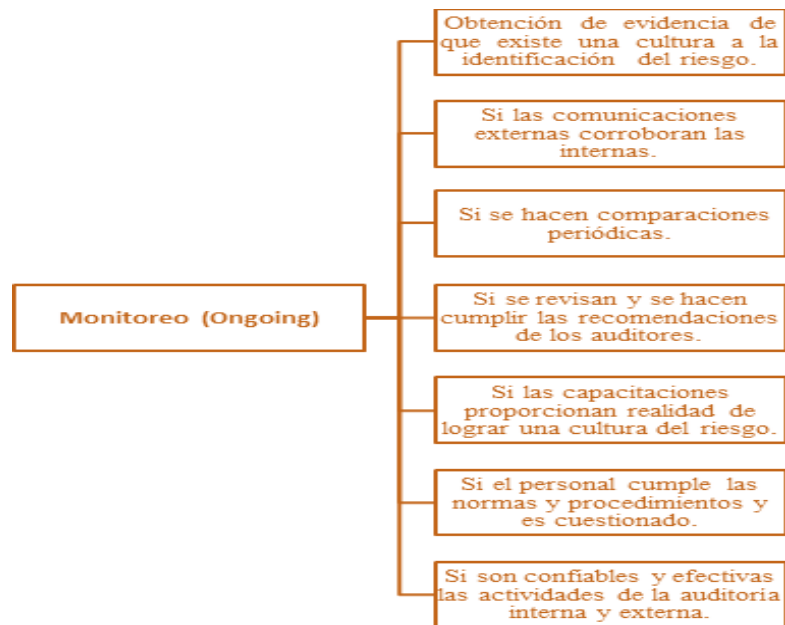 Obtención de evidencia de
que existe una cultura a la
identificación del riesgo.
Si las comunicaciones
externas corroboran las
internas.
Si se hacen comparaciones
periódicas.
Monitoreo (Ongoing)
Si se revisan y se hacen
cumplir las recomendaciones
de los auditores.
Si las capacitaciones
proporcionan realidad de
lograr una cultura del riesgo.
Si el personal cumple las
normas y procedimientos y
es cuestionado.
Si son confiables y efectivas
las actividades de la auditoria
interna y externa.